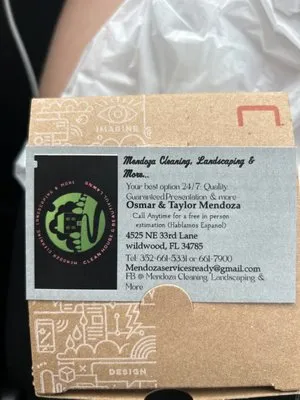 IMAGINE
Mendoza Cleaning, Landscaping &
More...
Your best option 24/7. Quality.
Guaranteed.Presentation & more
Osmar & Taylor Mendoza
Call Anytime for a free in person
estimation (Hablamos Espanol)
4525 NE 33rd Lane
wildwood, FL 34785
Tel: 352-661-5331 or 661-7900
Mendozaservicesready@gmail.com
FB @ Mendoza Cleaning, Landscaping &
More
DESIGN